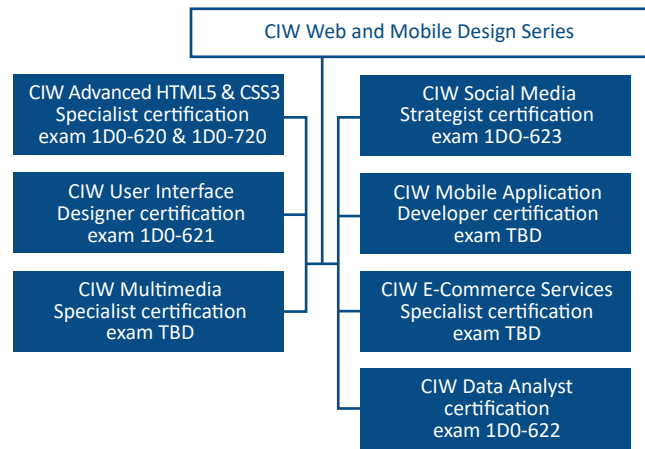 CIW Web and Mobile Design Series
CIW Advanced HTML5 & CSS3
Specialist certification
exam 1D0-620 & 1D0-720
CIW User Interface
Designer certification
exam 1D0-621
CIW Multimedia
Specialist certification
exam TBD
CIW Social Media
Strategist certification
exam 1DO-623
CIW Mobile Application
Developer certification
exam TBD
CIW E-Commerce Services
Specialist certification
exam TBD
CIW Data Analyst
certification
exam 1D0-622